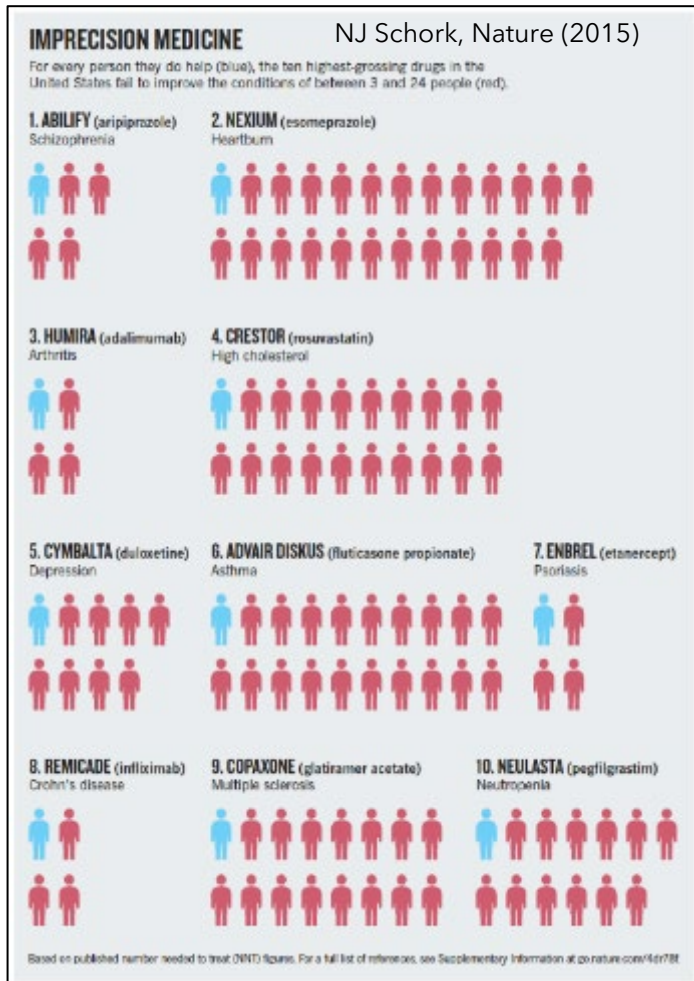 NJ Schork, Nature (2015)
IMPRECISION MEDICINE
For every person they do help (blue), the ten highest-grossing drugs in the
United States fail to improve the conditions of between 3 and 24 people (red).
1. ABILIFY (aripiprazole)
Schizophrenia
2. NEXIUM (esomeprazole)
Heartburn
3. HUMIRA (adalimumab)
Arthritis
4. CRESTOR (rosuvastatin)
High cholesterol
5. CYMBALTA (duloxetine)
Depression
6. ADVAIR DISKUS (fluticasone propionate)
Asthma
7. ENBREL (etanercept)
Psoriasis
8. REMICADE (infliximab)
Crohn's disease
9. COPAXONE (glatiramer acetate)
Multiple sclerosis
10. NEULASTA (pegfilgrastim)
Neutropenia
Based on published number needed to treat (NNT) figures. For a full list of references, see Supplementary Information at go.nature.com/4dr78f